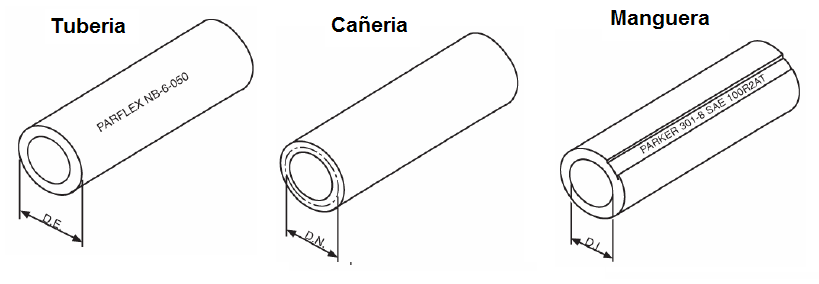 Tuberia
Cañeria
Manguera
PARFLEX NB-6-050
PARKER 301-8 SAE 100R2AT
D.E.
D.N.
D.I.